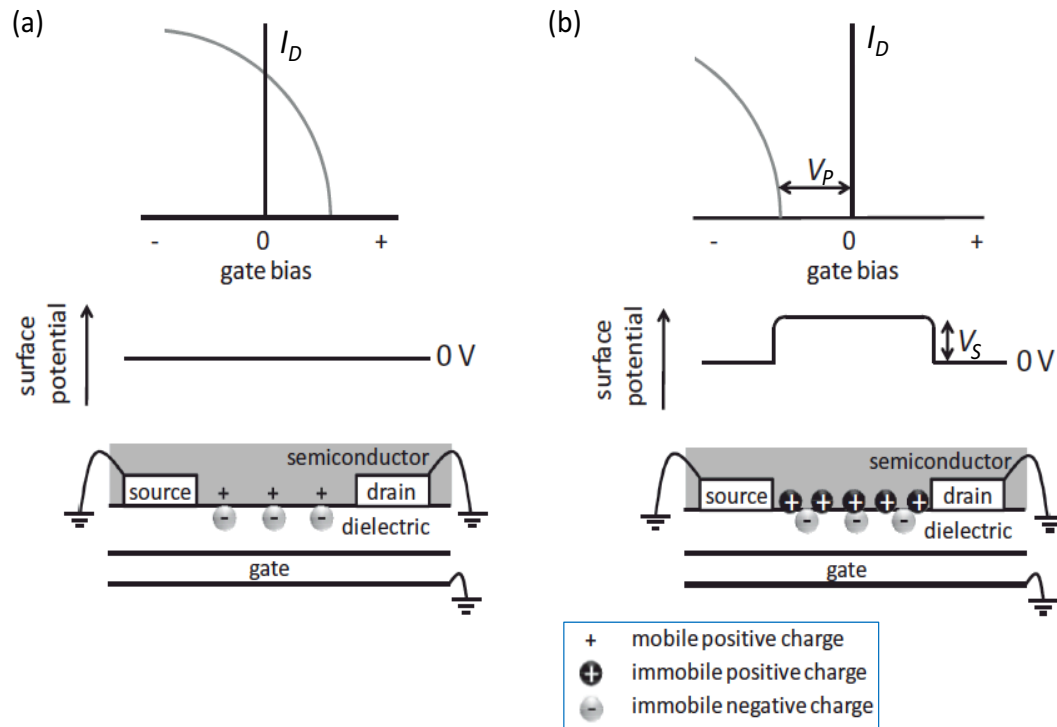 (a)
I_D
-
0
+
gate bias
surface
potential
0 V
semiconductor
source
+
+
+
drain
-
-
-
dielectric
gate
(b)
I_D
V_P
-
0
+
gate bias
surface
potential
V_S
0 V
semiconductor
source
+
+
+
+
+
drain
-
-
-
dielectric
gate
+ mobile positive charge
+ immobile positive charge
- immobile negative charge